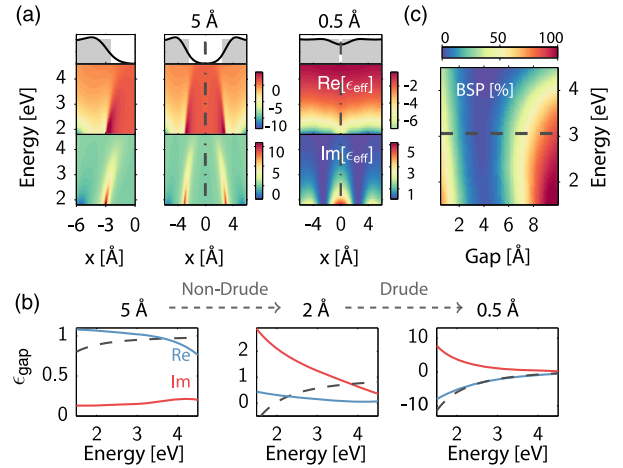 (a)
5 Å
0.5 Å
(c)
0
50
100
Energy [eV]
4
3
2
4
3
2
0
-5
-10
10
5
0
Re[ϵeff]
Im[ϵeff]
-2
-4
-6
5
3
1
BSP [%]
4
3
2
Energy [eV]
-6
-3
0
-4
0
4
-4
0
4
2
4
6
8
x [Å]
x [Å]
x [Å]
Gap [Å]
(b)
5 Å
Non-Drude
2 Å
Drude
0.5 Å
ϵgap
1
0.5
0
Re
Im
2
1
0
10
0
-10
2
3
4
2
3
4
2
3
4
Energy [eV]
Energy [eV]
Energy [eV]